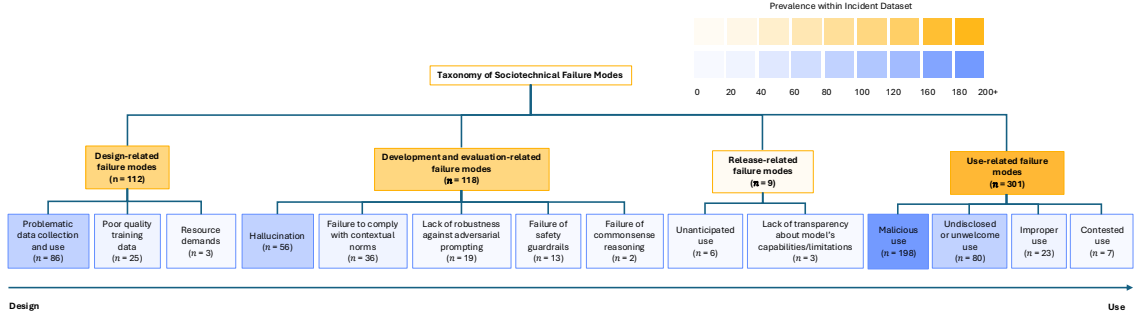 Prevalence within Incident Dataset
0 20 40 60 80 100 120 160 180 200+
Taxonomy of Sociotechnical Failure Modes
Design-related
failure modes
(n = 112)
Development and evaluation-related
failure modes
(n = 118)
Release-related
failure modes
(n = 9)
Use-related failure
modes
(n = 301)
Problematic
data collection
and use
(n = 86)
Poor quality
training
data
(n = 25)
Resource
demands
(n = 3)
Hallucination
(n = 56)
Failure to comply
with contextual
norms
(n = 36)
Lack of robustness
against adversarial
prompting
(n = 19)
Failure of
safety
guardrails
(n = 13)
Failure of
commonsense
reasoning
(n = 2)
Unanticipated
use
(n = 6)
Lack of transparency
about model's
capabilities/limitations
(n = 3)
Malicious
use
(n = 198)
Undisclosed
or unwelcome
use
(n = 80)
Improper
use
(n = 23)
Contested
use
(n = 7)
Design
Use